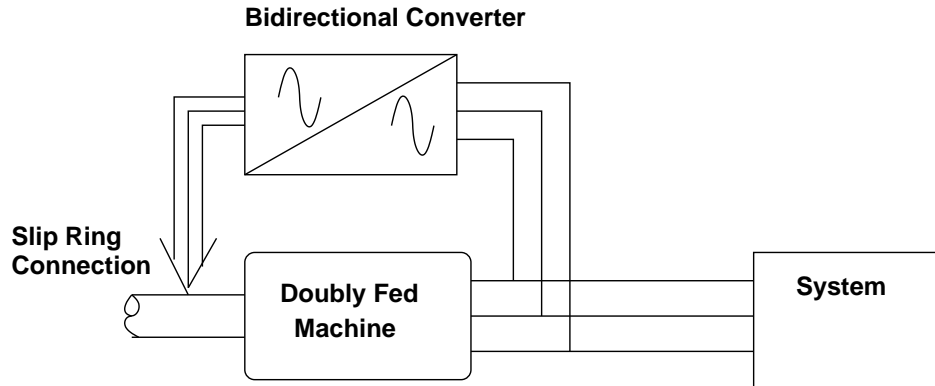 Bidirectional Converter
Slip Ring
Connection
Doubly Fed
Machine
System